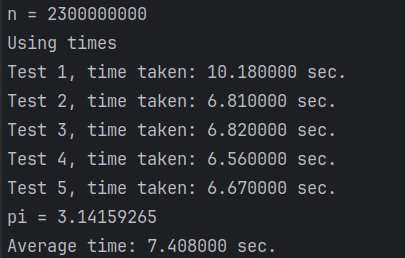 n = 2300000000
Using times
Test 1, time taken: 10.180000 sec.
Test 2, time taken: 6.810000 sec.
Test 3, time taken: 6.820000 sec.
Test 4, time taken: 6.560000 sec.
Test 5, time taken: 6.670000 sec.
pi = 3.14159265
Average time: 7.408000 sec.